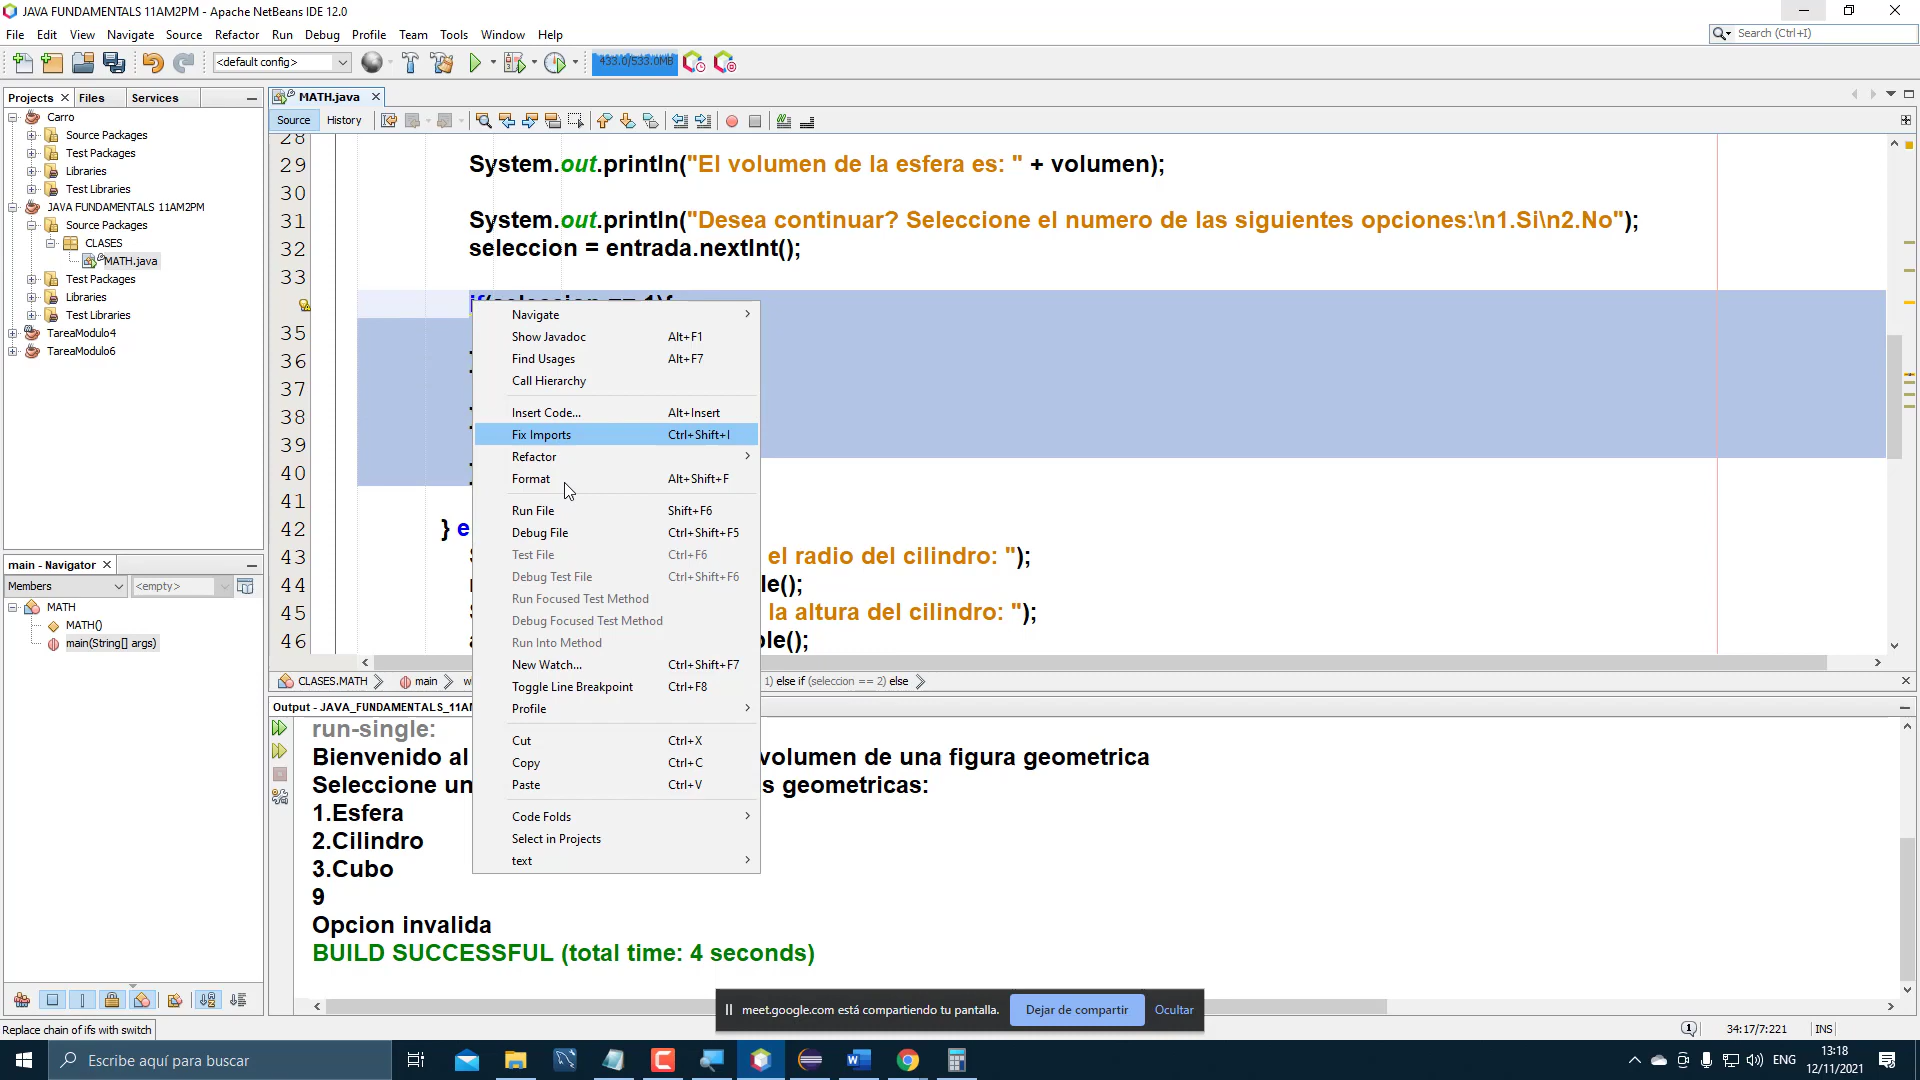 JAVA FUNDAMENTALS 11AM2PM - Apache NetBeans IDE 12.0
File Edit View Navigate Source Refactor Run Debug Profile Team Tools Window Help
Search (Ctrl+I)
<default config>
433.0/533.0MB
Projects Files Services
MATH.java
Source History
Carro
Source Packages
Test Packages
Libraries
Test Libraries
JAVA FUNDAMENTALS 11AM2PM
Source Packages
CLASES
MATH.java
Test Packages
Libraries
Test Libraries
TareaModulo4
TareaModulo6
28
29 System.out.println("El volumen de la esfera es: " + volumen);
30
31 System.out.println("Desea continuar? Seleccione el numero de las siguientes opciones:\n1.Si\n2.No");
32 seleccion = entrada.nextInt();
33
if(seleccion == 1){
35
36
37
38
39
40
41
42 } e
43 el radio del cilindro: ");
44 le();
45 la altura del cilindro: ");
46 ble();
Navigate
Show Javadoc Alt+F1
Find Usages Alt+F7
Call Hierarchy
Insert Code... Alt+Insert
Fix Imports Ctrl+Shift+I
Refactor
Format Alt+Shift+F
Run File Shift+F6
Debug File Ctrl+Shift+F5
Test File Ctrl+F6
Debug Test File Ctrl+Shift+F6
Run Focused Test Method
Debug Focused Test Method
Run Into Method
New Watch... Ctrl+Shift+F7
Toggle Line Breakpoint Ctrl+F8
Profile
Cut Ctrl+X
Copy Ctrl+C
Paste Ctrl+V
Code Folds
Select in Projects
text
main - Navigator
Members <empty>
MATH
MATH()
main(String[] args)
CLASES.MATH main w 1) else if (seleccion == 2) else
Output - JAVA_FUNDAMENTALS_11AM
run-single:
Bienvenido al volumen de una figura geometrica
Seleccione un s geometricas:
1.Esfera
2.Cilindro
3.Cubo
9
Opcion invalida
BUILD SUCCESSFUL (total time: 4 seconds)
meet.google.com está compartiendo tu pantalla. Dejar de compartir Ocultar
Replace chain of ifs with switch
1 34:17/7:221 INS
Escribe aquí para buscar
ENG
13:18
12/11/2021